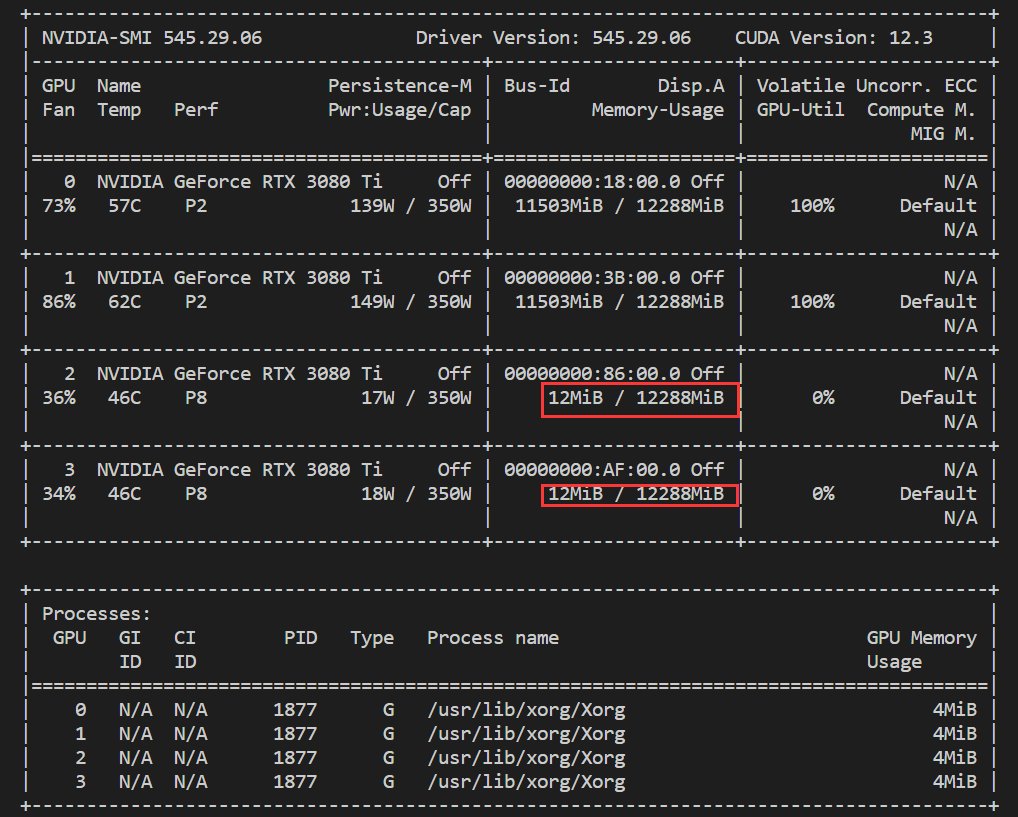 NVIDIA-SMI 545.29.06 Driver Version: 545.29.06 CUDA Version: 12.3
GPU Name Persistence-M | Bus-Id Disp.A | Volatile Uncorr. ECC
Fan Temp Perf Pwr:Usage/Cap | Memory-Usage | GPU-Util Compute M.
MIG M.
0 NVIDIA GeForce RTX 3080 Ti Off | 00000000:18:00.0 Off | N/A
73% 57C P2 139W / 350W | 11503MiB / 12288MiB | 100% Default
N/A
1 NVIDIA GeForce RTX 3080 Ti Off | 00000000:3B:00.0 Off | N/A
86% 62C P2 149W / 350W | 11503MiB / 12288MiB | 100% Default
N/A
2 NVIDIA GeForce RTX 3080 Ti Off | 00000000:86:00.0 Off | N/A
36% 46C P8 17W / 350W | 12MiB / 12288MiB | 0% Default
N/A
3 NVIDIA GeForce RTX 3080 Ti Off | 00000000:AF:00.0 Off | N/A
34% 46C P8 18W / 350W | 12MiB / 12288MiB | 0% Default
N/A
Processes:
GPU GI CI PID Type Process name GPU Memory
ID ID Usage
0 N/A N/A 1877 G /usr/lib/xorg/Xorg 4MiB
1 N/A N/A 1877 G /usr/lib/xorg/Xorg 4MiB
2 N/A N/A 1877 G /usr/lib/xorg/Xorg 4MiB
3 N/A N/A 1877 G /usr/lib/xorg/Xorg 4MiB